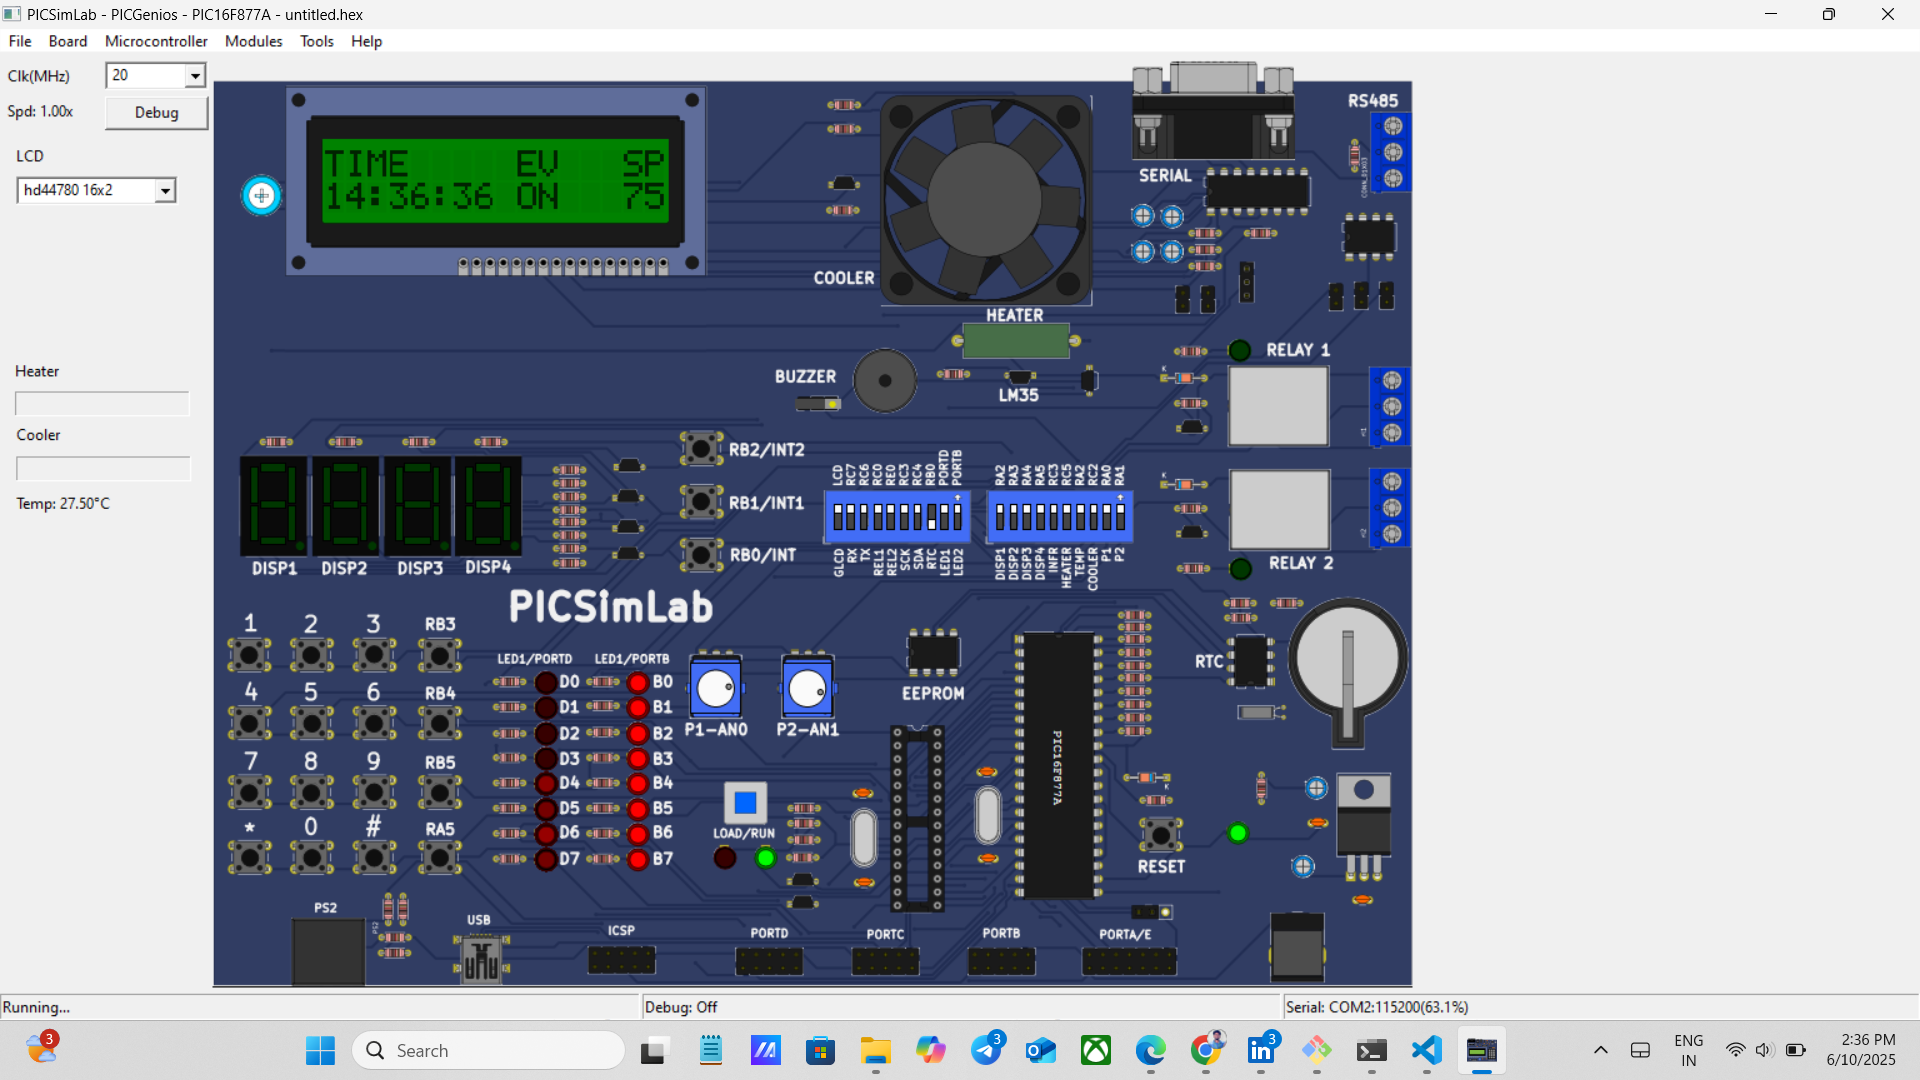 PICSimLab - PICGenios - PIC16F877A - untitled.hex
File Board Microcontroller Modules Tools Help
Clk(MHz) 20
Spd: 1.00x Debug
LCD
hd44780 16x2
Heater
Cooler
Temp: 27.50°C
TIME EV SP
14:36:36 ON 75
COOLER
HEATER
BUZZER
LM35
SERIAL
RS485
CONN_01X03
RELAY 1
RELAY 2
K
K
RB2/INT2
RB1/INT1
RB0/INT
LCD RC7 RC6 RC0 RE0 RC3 RC4 RB0 PORTD PORTB
GLCD RX TX REL1 REL2 SCK SDA RTC LED1 LED2
RA2 RA3 RA4 RA5 RC3 RC5 RA2 RC2 RA0 RA1
DISP1 DISP2 DISP3 DISP4 INFR HEATER TEMP COOLER P1 P2
DISP1 DISP2 DISP3 DISP4
PICSimLab
1 2 3 RB3
4 5 6 RB4
7 8 9 RB5
* 0 # RA5
LED1/PORTD LED1/PORTB
D0 B0
D1 B1
D2 B2
D3 B3
D4 B4
D5 B5
D6 B6
D7 B7
P1-AN0 P2-AN1
LOAD/RUN
EEPROM
PIC16F877A
RTC
K
RESET
PS2
PS2
USB
ICSP
PORTD
PORTC
PORTB
PORTA/E
Running...
Debug: Off
Serial: COM2:115200(63.1%)
3
Search
3
3
ENG
IN
2:36 PM
6/10/2025